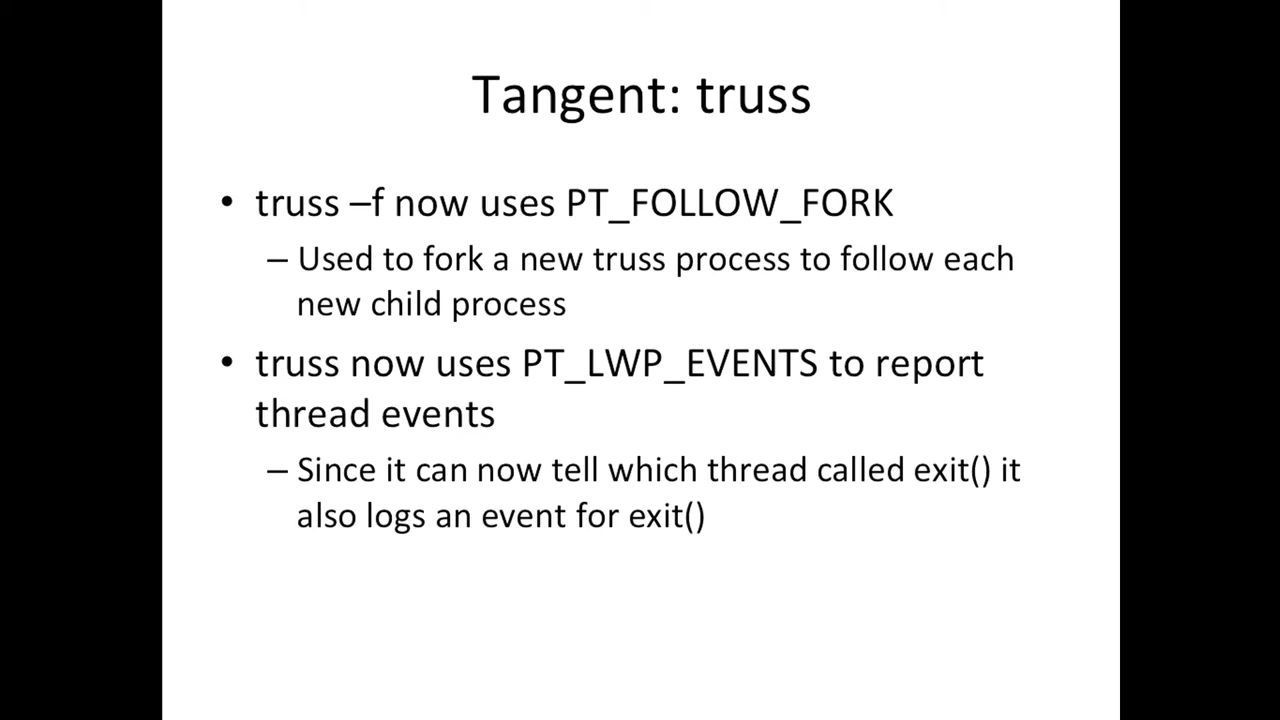 Tangent: truss
• truss –f now uses PT_FOLLOW_FORK
– Used to fork a new truss process to follow each
new child process
• truss now uses PT_LWP_EVENTS to report
thread events
– Since it can now tell which thread called exit() it
also logs an event for exit()